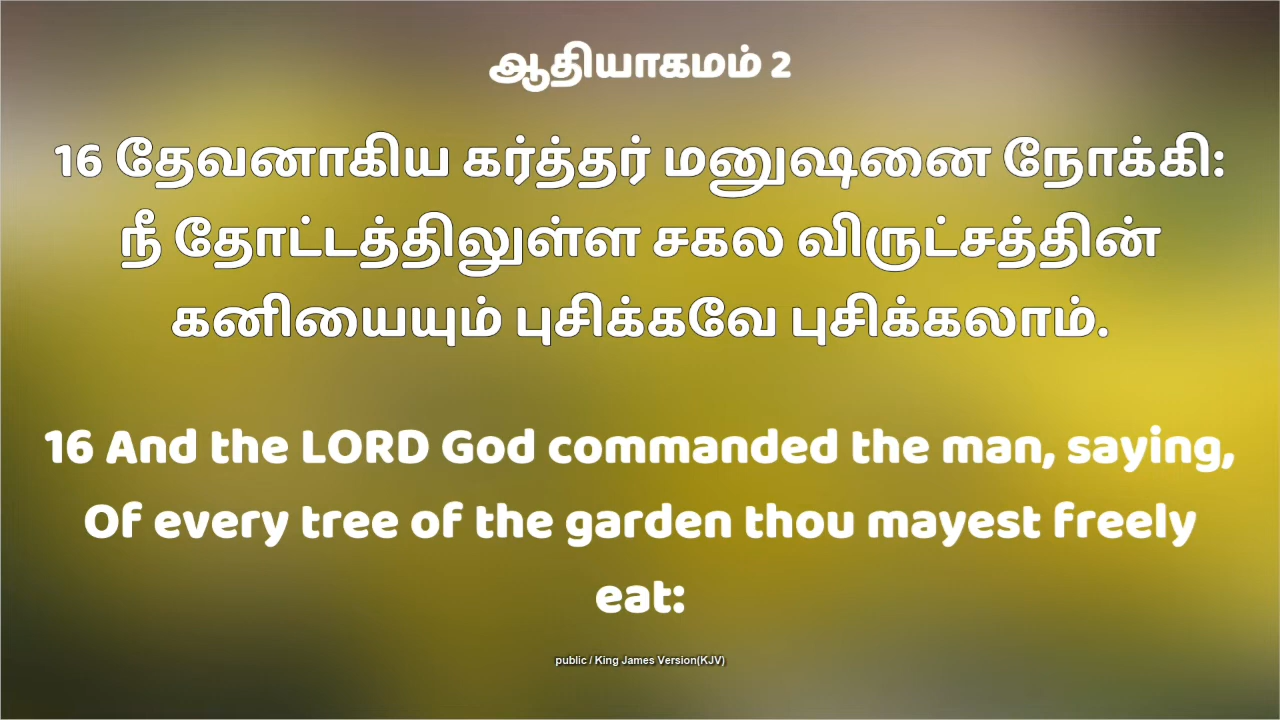 ஆதியாகமம் 2
16 தேவனாகிய கர்த்தர் மனுஷனை நோக்கி:
நீ தோட்டத்திலுள்ள சகல விருட்சத்தின்
கனியையும் புசிக்கவே புசிக்கலாம்.
16 And the LORD God commanded the man, saying,
Of every tree of the garden thou mayest freely
eat:
public / King James Version(KJV)